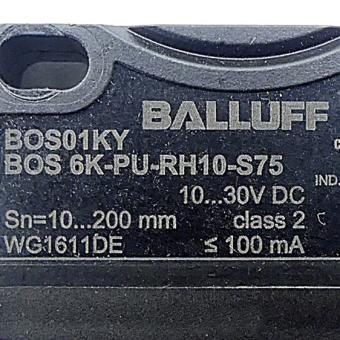 BALLUFF
BOS01KY
BOS 6K-PU-RH10-S75
10...30V DC
IND.
Sn=10...200 mm class 2
WG1611DE ≤ 100 mA